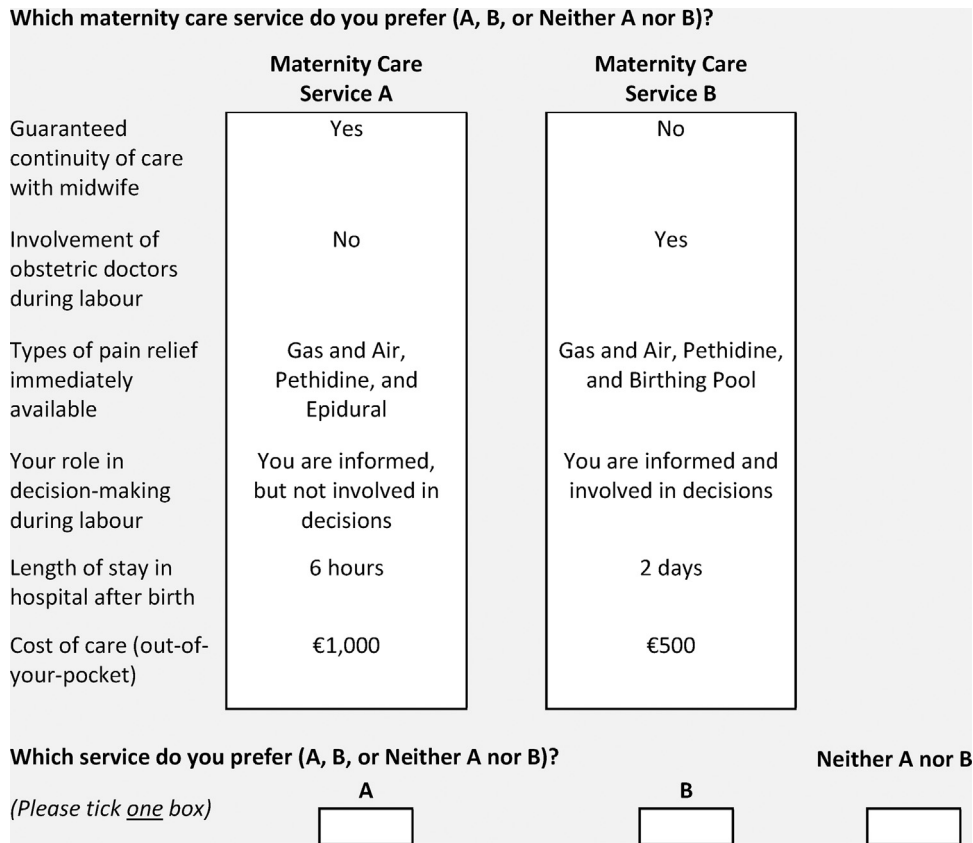 Which maternity care service do you prefer (A, B, or Neither A nor B)?
Maternity Care
Service A
Maternity Care
Service B
Guaranteed
continuity of care
with midwife
Yes
No
Involvement of
obstetric doctors
during labour
No
Yes
Types of pain relief
immediately
available
Gas and Air,
Pethidine, and
Epidural
Gas and Air, Pethidine,
and Birthing Pool
Your role in
decision-making
during labour
You are informed,
but not involved in
decisions
You are informed and
involved in decisions
Length of stay in
hospital after birth
6 hours
2 days
Cost of care (out-of-
your-pocket)
€1,000
€500
Which service do you prefer (A, B, or Neither A nor B)?
Neither A nor B
A
B
(Please tick one box)